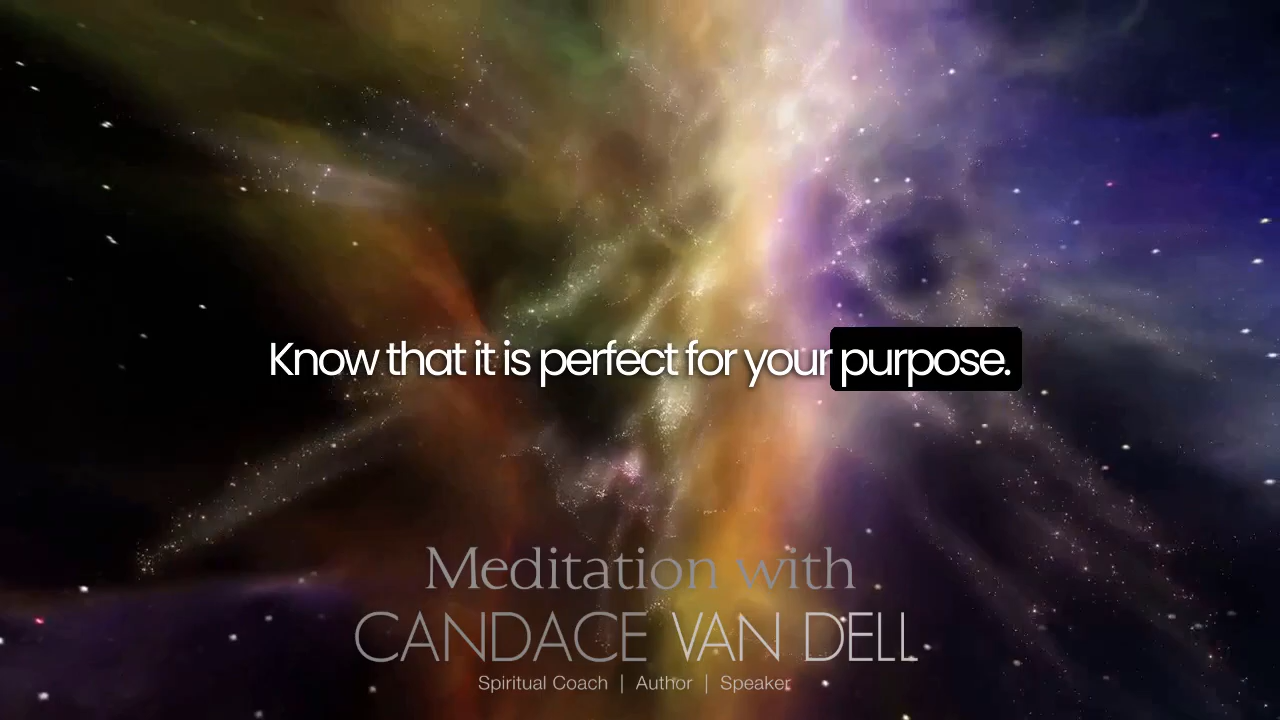 Know that it is perfect for your purpose.
Meditation with
CANDACE VAN DELL
Spiritual Coach | Author | Speaker